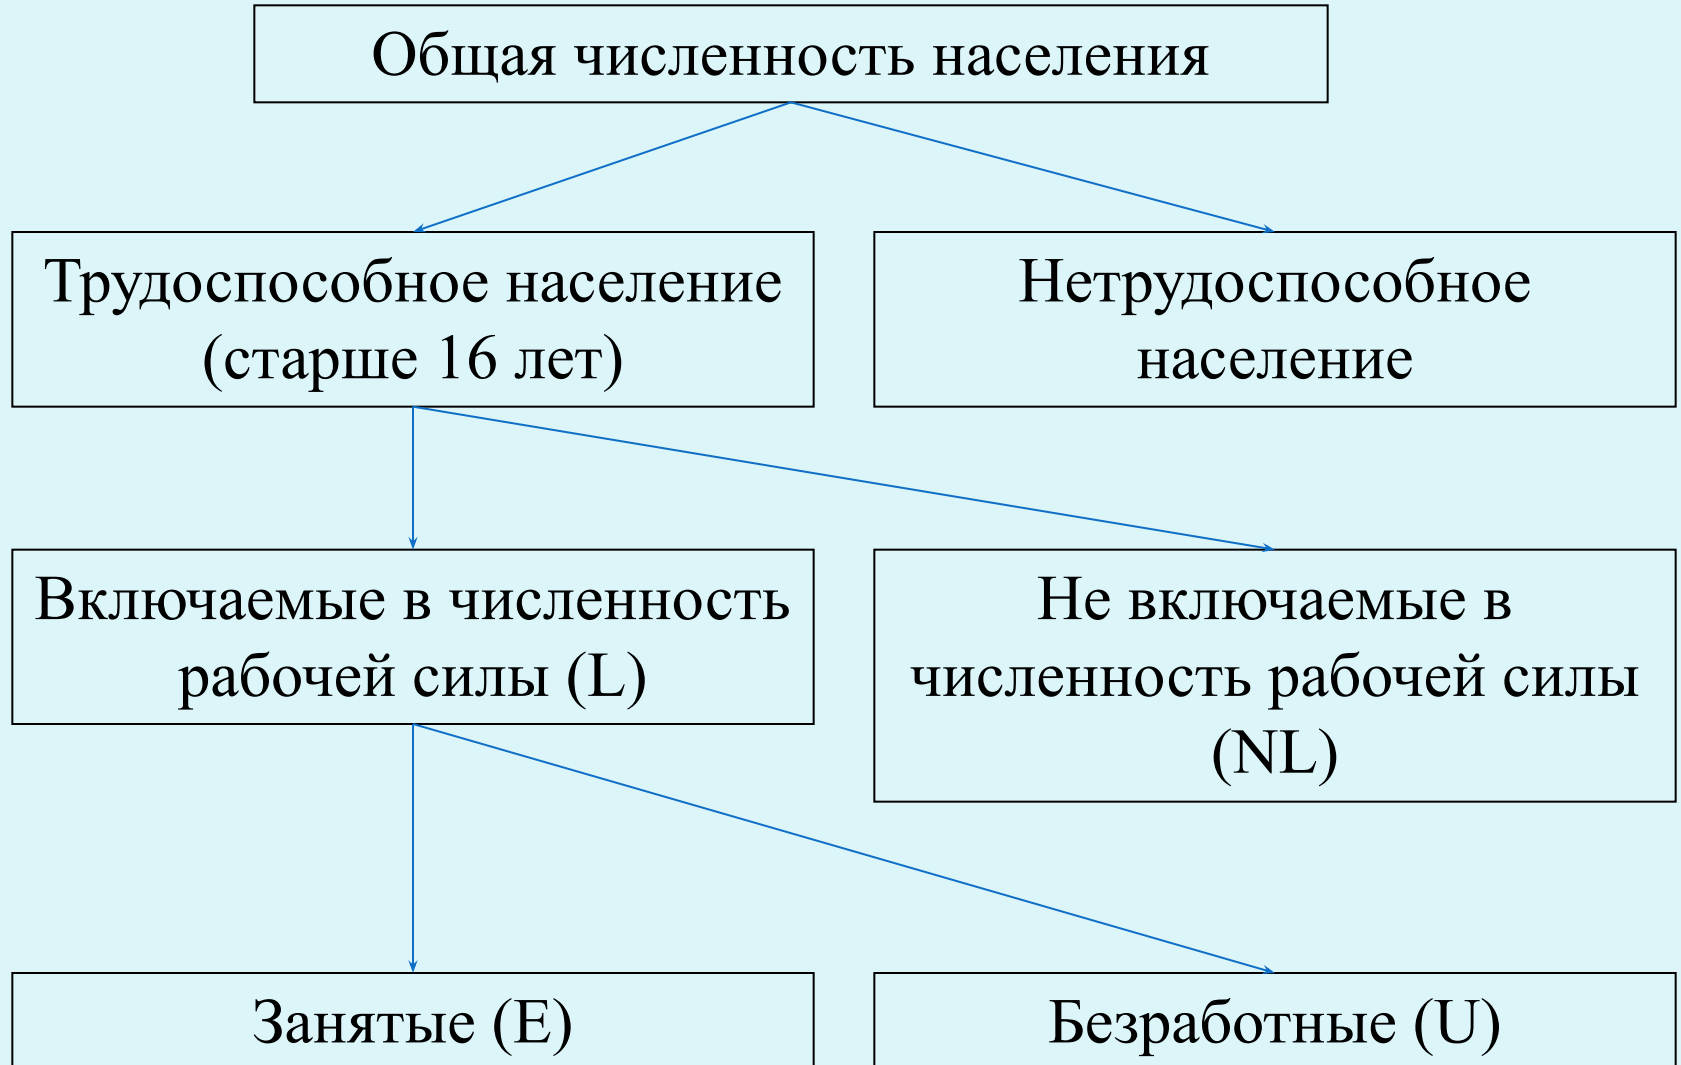 Общая численность населения
Трудоспособное население
(старше 16 лет)
Нетрудоспособное
население
Включаемые в численность
рабочей силы (L)
Не включаемые в
численность рабочей силы
(NL)
Занятые (E)
Безработные (U)